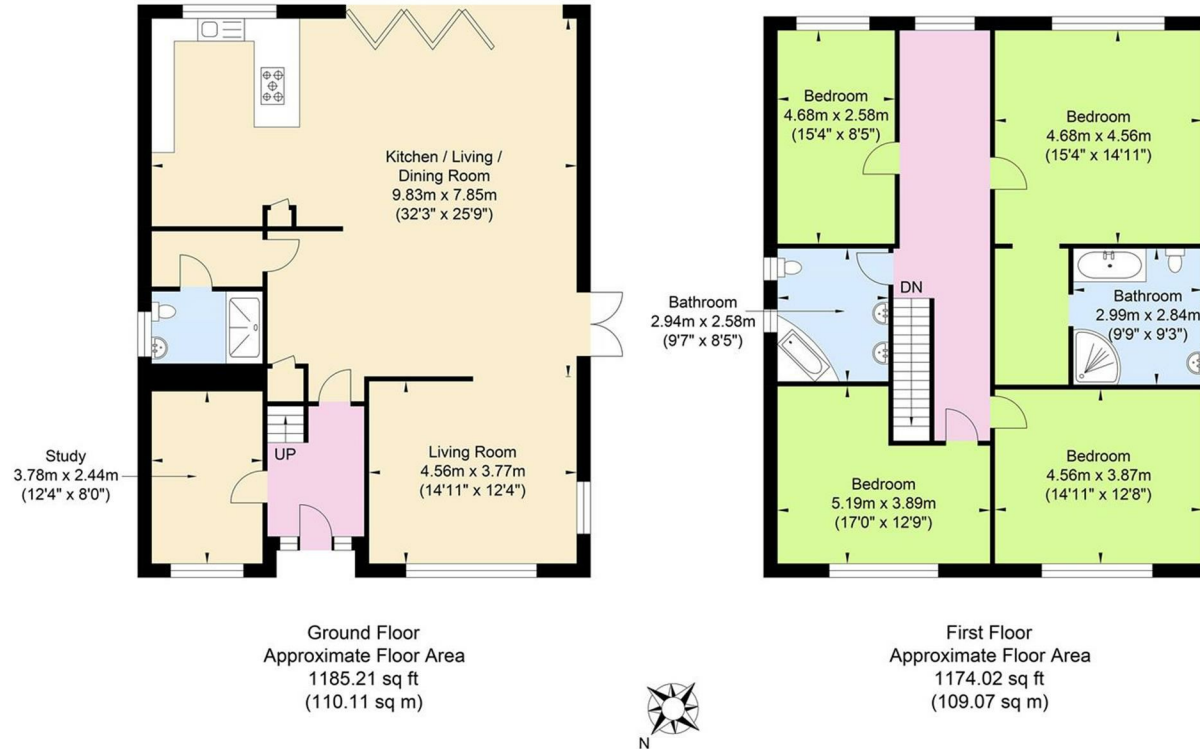 Kitchen / Living /
Dining Room
9.83m x 7.85m
(32'3" x 25'9")
Study
3.78m x 2.44m
(12'4" x 8'0")
UP
Living Room
4.56m x 3.77m
(14'11" x 12'4")
Ground Floor
Approximate Floor Area
1185.21 sq ft
(110.11 sq m)
Bedroom
4.68m x 2.58m
(15'4" x 8'5")
Bedroom
4.68m x 4.56m
(15'4" x 14'11")
Bathroom
2.94m x 2.58m
(9'7" x 8'5")
DN
Bathroom
2.99m x 2.84m
(9'9" x 9'3")
Bedroom
5.19m x 3.89m
(17'0" x 12'9")
Bedroom
4.56m x 3.87m
(14'11" x 12'8")
First Floor
Approximate Floor Area
1174.02 sq ft
(109.07 sq m)
N